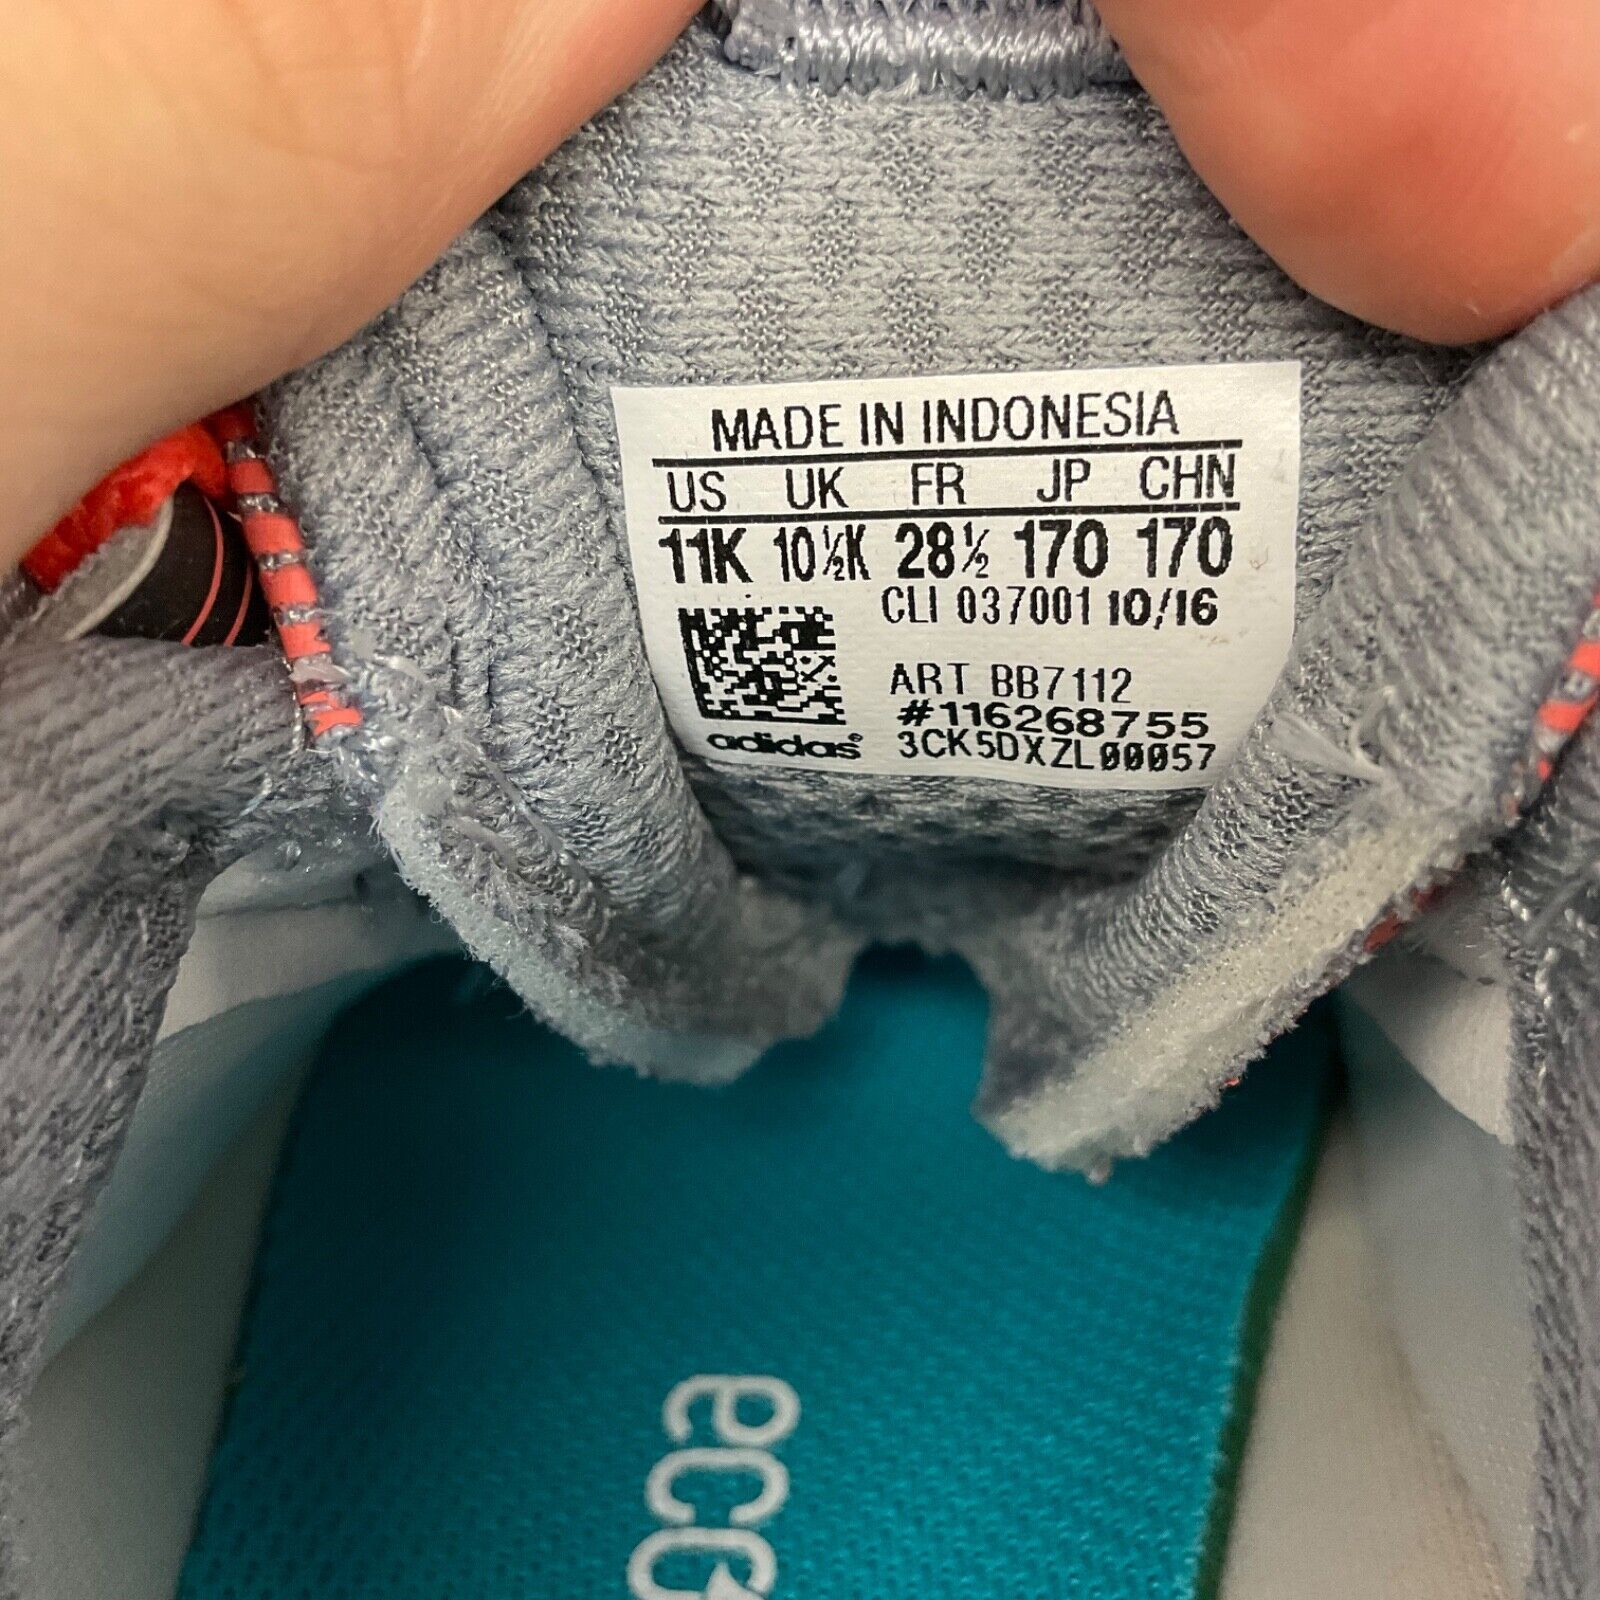 MADE IN INDONESIA
US UK FR JP CHN
11K 10½K 28½ 170 170
CLI 037001 10/16
ART BB7112
#116268755
adidas® 3CK5DXZL00057
eco